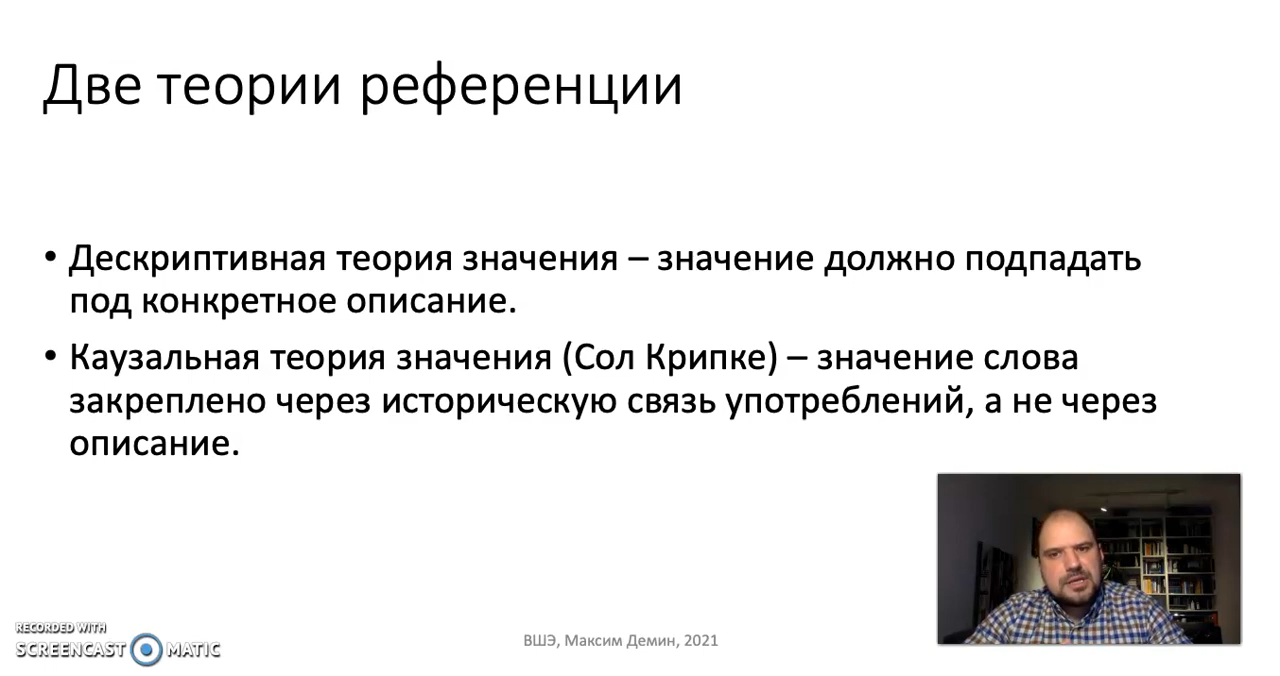 Две теории референции
• Дескриптивная теория значения – значение должно подпадать
под конкретное описание.
• Каузальная теория значения (Сол Крипке) – значение слова
закреплено через историческую связь употреблений, а не через
описание.
RECORDED WITH
SCREENCAST MATIC
ВШЭ, Максим Демин, 2021